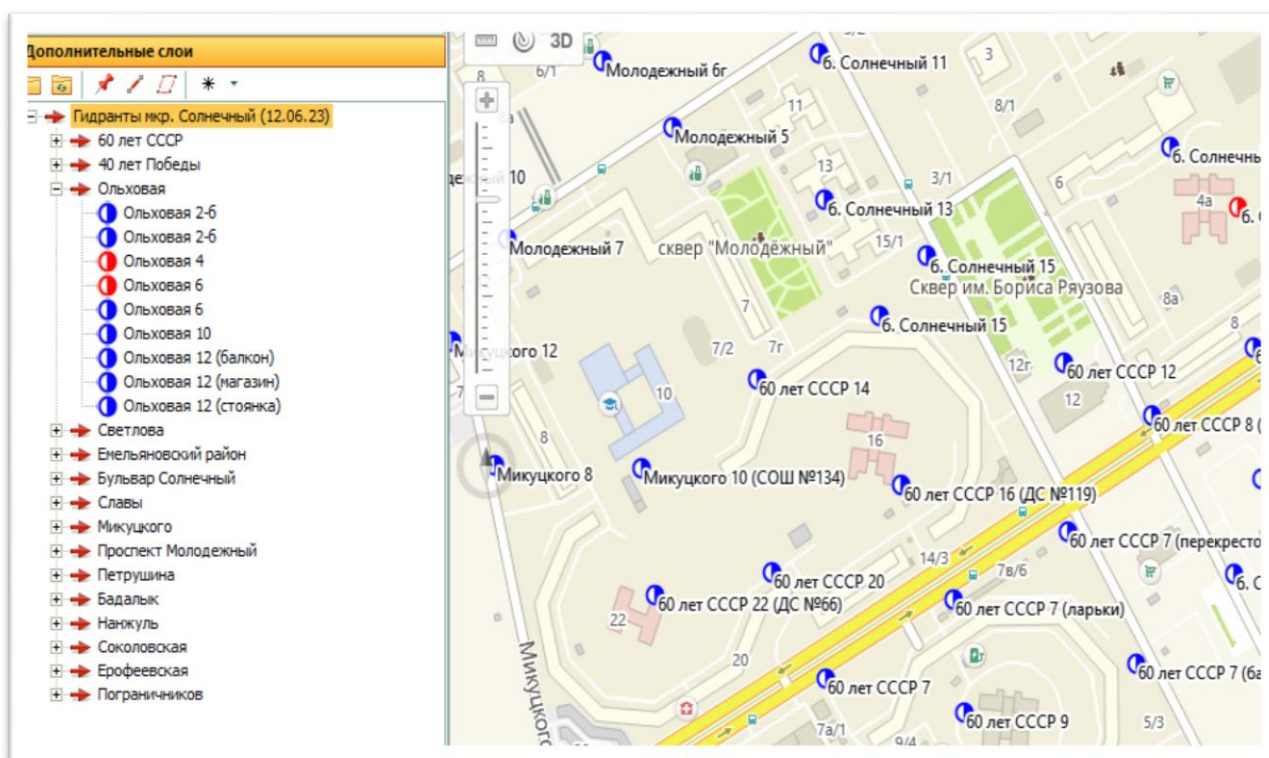 Дополнительные слои
Гидранты мкр. Солнечный (12.06.23)
60 лет СССР
40 лет Победы
Ольховая
Ольховая 2-б
Ольховая 2-б
Ольховая 4
Ольховая 6
Ольховая 6
Ольховая 10
Ольховая 12 (балкон)
Ольховая 12 (магазин)
Ольховая 12 (стоянка)
Светлова
Емельяновский район
Бульвар Солнечный
Славы
Микуцкого
Проспект Молодежный
Петрушина
Бадалык
Нанжуль
Соколовская
Ерофеевская
Пограничников
3D
8
6/1
Молодежный 6г
б. Солнечный 11
3
8а
11
8/1
Молодежный 5
б. Солнечн
10
13
3/1
6
4а
б. Солнечный 13
Молодежный 7
сквер "Молодёжный"
15/1
б. Солнечный 15
Сквер им. Бориса Ряузова
8а
7
б. Солнечный 15
8
12
7/2
7г
12г
60 лет СССР 12
60 лет СССР 14
10
12
8
16
60 лет СССР 8 (
Микуцкого 8
Микуцкого 10 (СОШ №134)
60 лет СССР 16 (ДС №119)
60 лет СССР 7 (перекресто
14/3
60 лет СССР 20
7в/6
60 лет СССР 22 (ДС №66)
60 лет СССР 7 (ларьки)
22
Микуцкого
20
60 лет СССР 7
60 лет СССР 7 (ба
60 лет СССР 9
7а/1
9/4
5/3